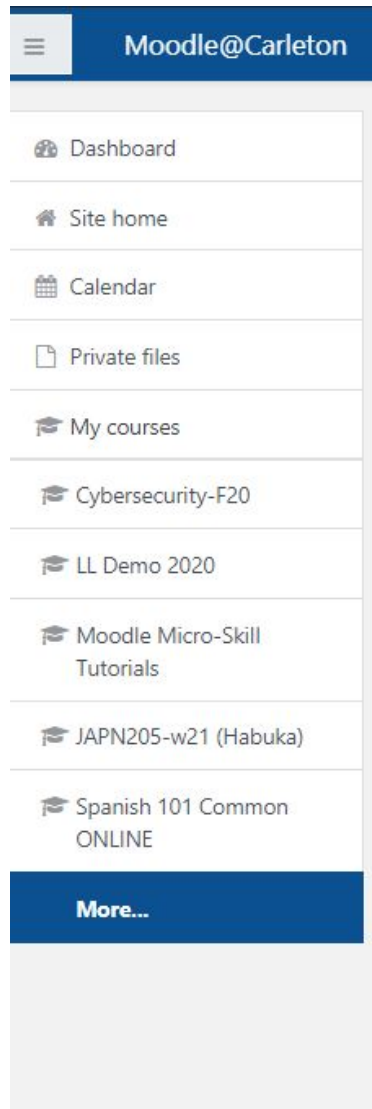 Moodle@Carleton
Dashboard
Site home
Calendar
Private files
My courses
Cybersecurity-F20
LL Demo 2020
Moodle Micro-Skill
Tutorials
JAPN205-w21 (Habuka)
Spanish 101 Common
ONLINE
More...